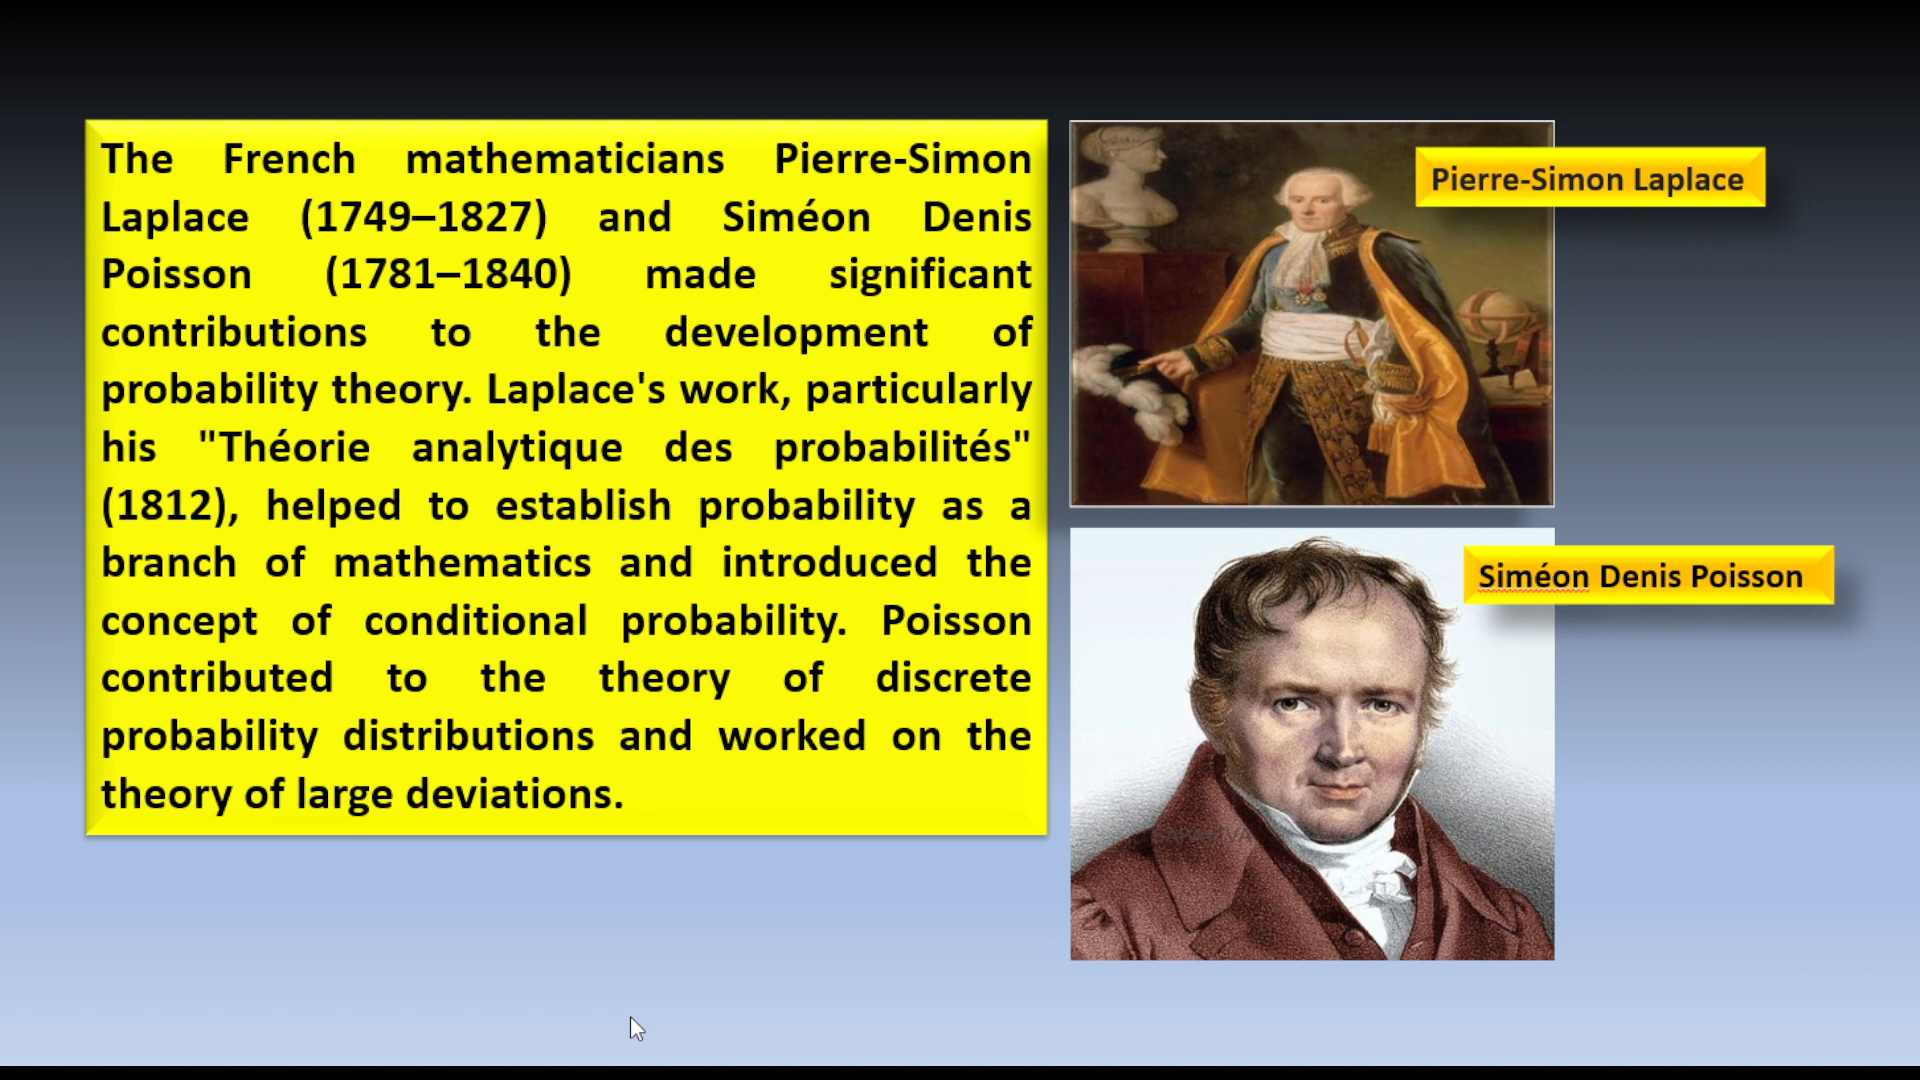 The French mathematicians Pierre-Simon
Laplace (1749–1827) and Siméon Denis
Poisson (1781–1840) made significant
contributions to the development of
probability theory. Laplace's work, particularly
his "Théorie analytique des probabilités"
(1812), helped to establish probability as a
branch of mathematics and introduced the
concept of conditional probability. Poisson
contributed to the theory of discrete
probability distributions and worked on the
theory of large deviations.
Pierre-Simon Laplace
Siméon Denis Poisson